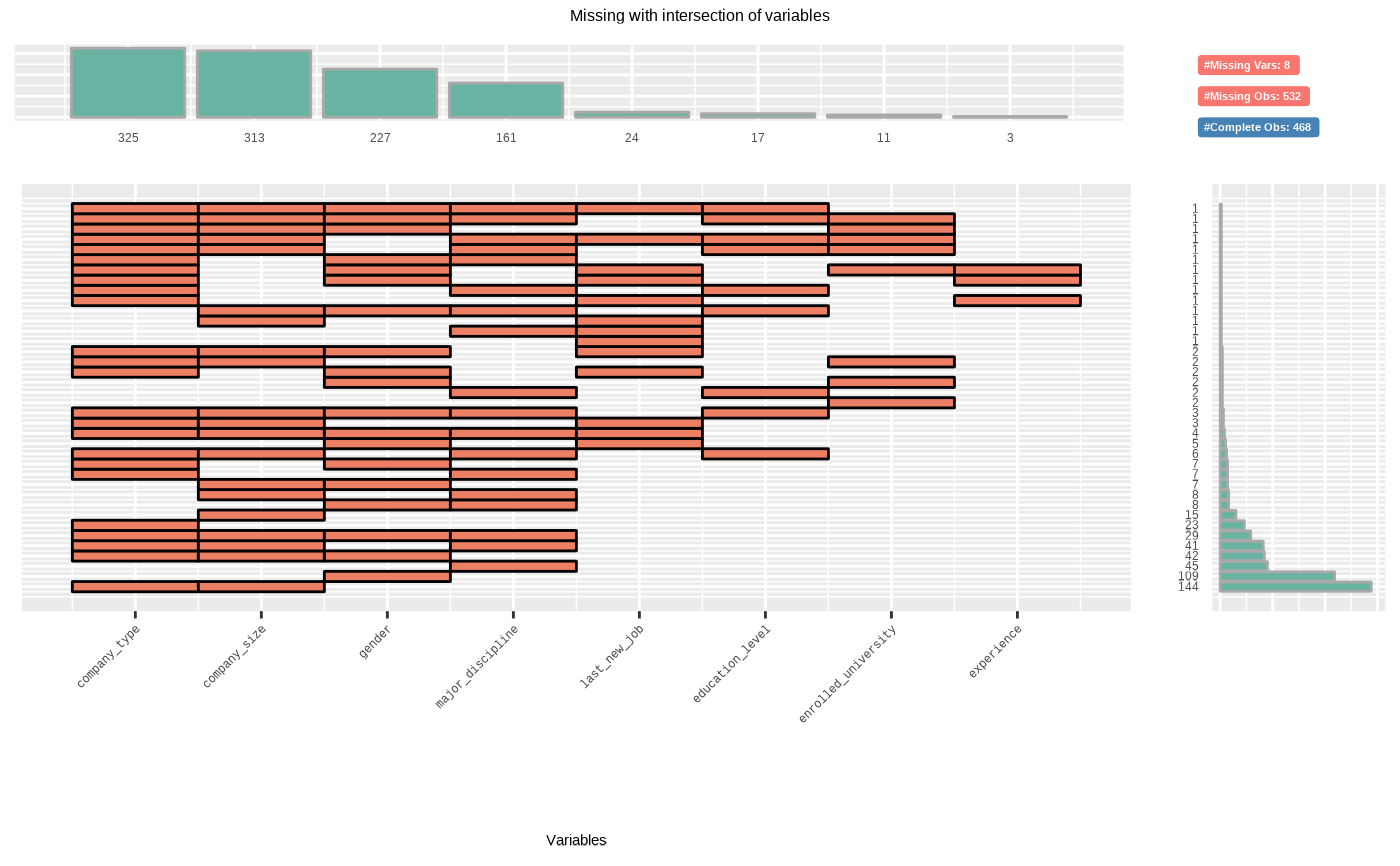 Missing with intersection of variables
#Missing Vars: 8
#Missing Obs: 532
#Complete Obs: 468
325 313 227 161 24 17 11 3
1
1
1
1
1
1
1
1
1
1
1
1
1
1
2
2
2
2
2
2
3
3
4
5
6
7
7
7
8
8
15
23
29
41
42
45
109
144
company_type
company_size
gender
major_discipline
last_new_job
education_level
enrolled_university
experience
Variables